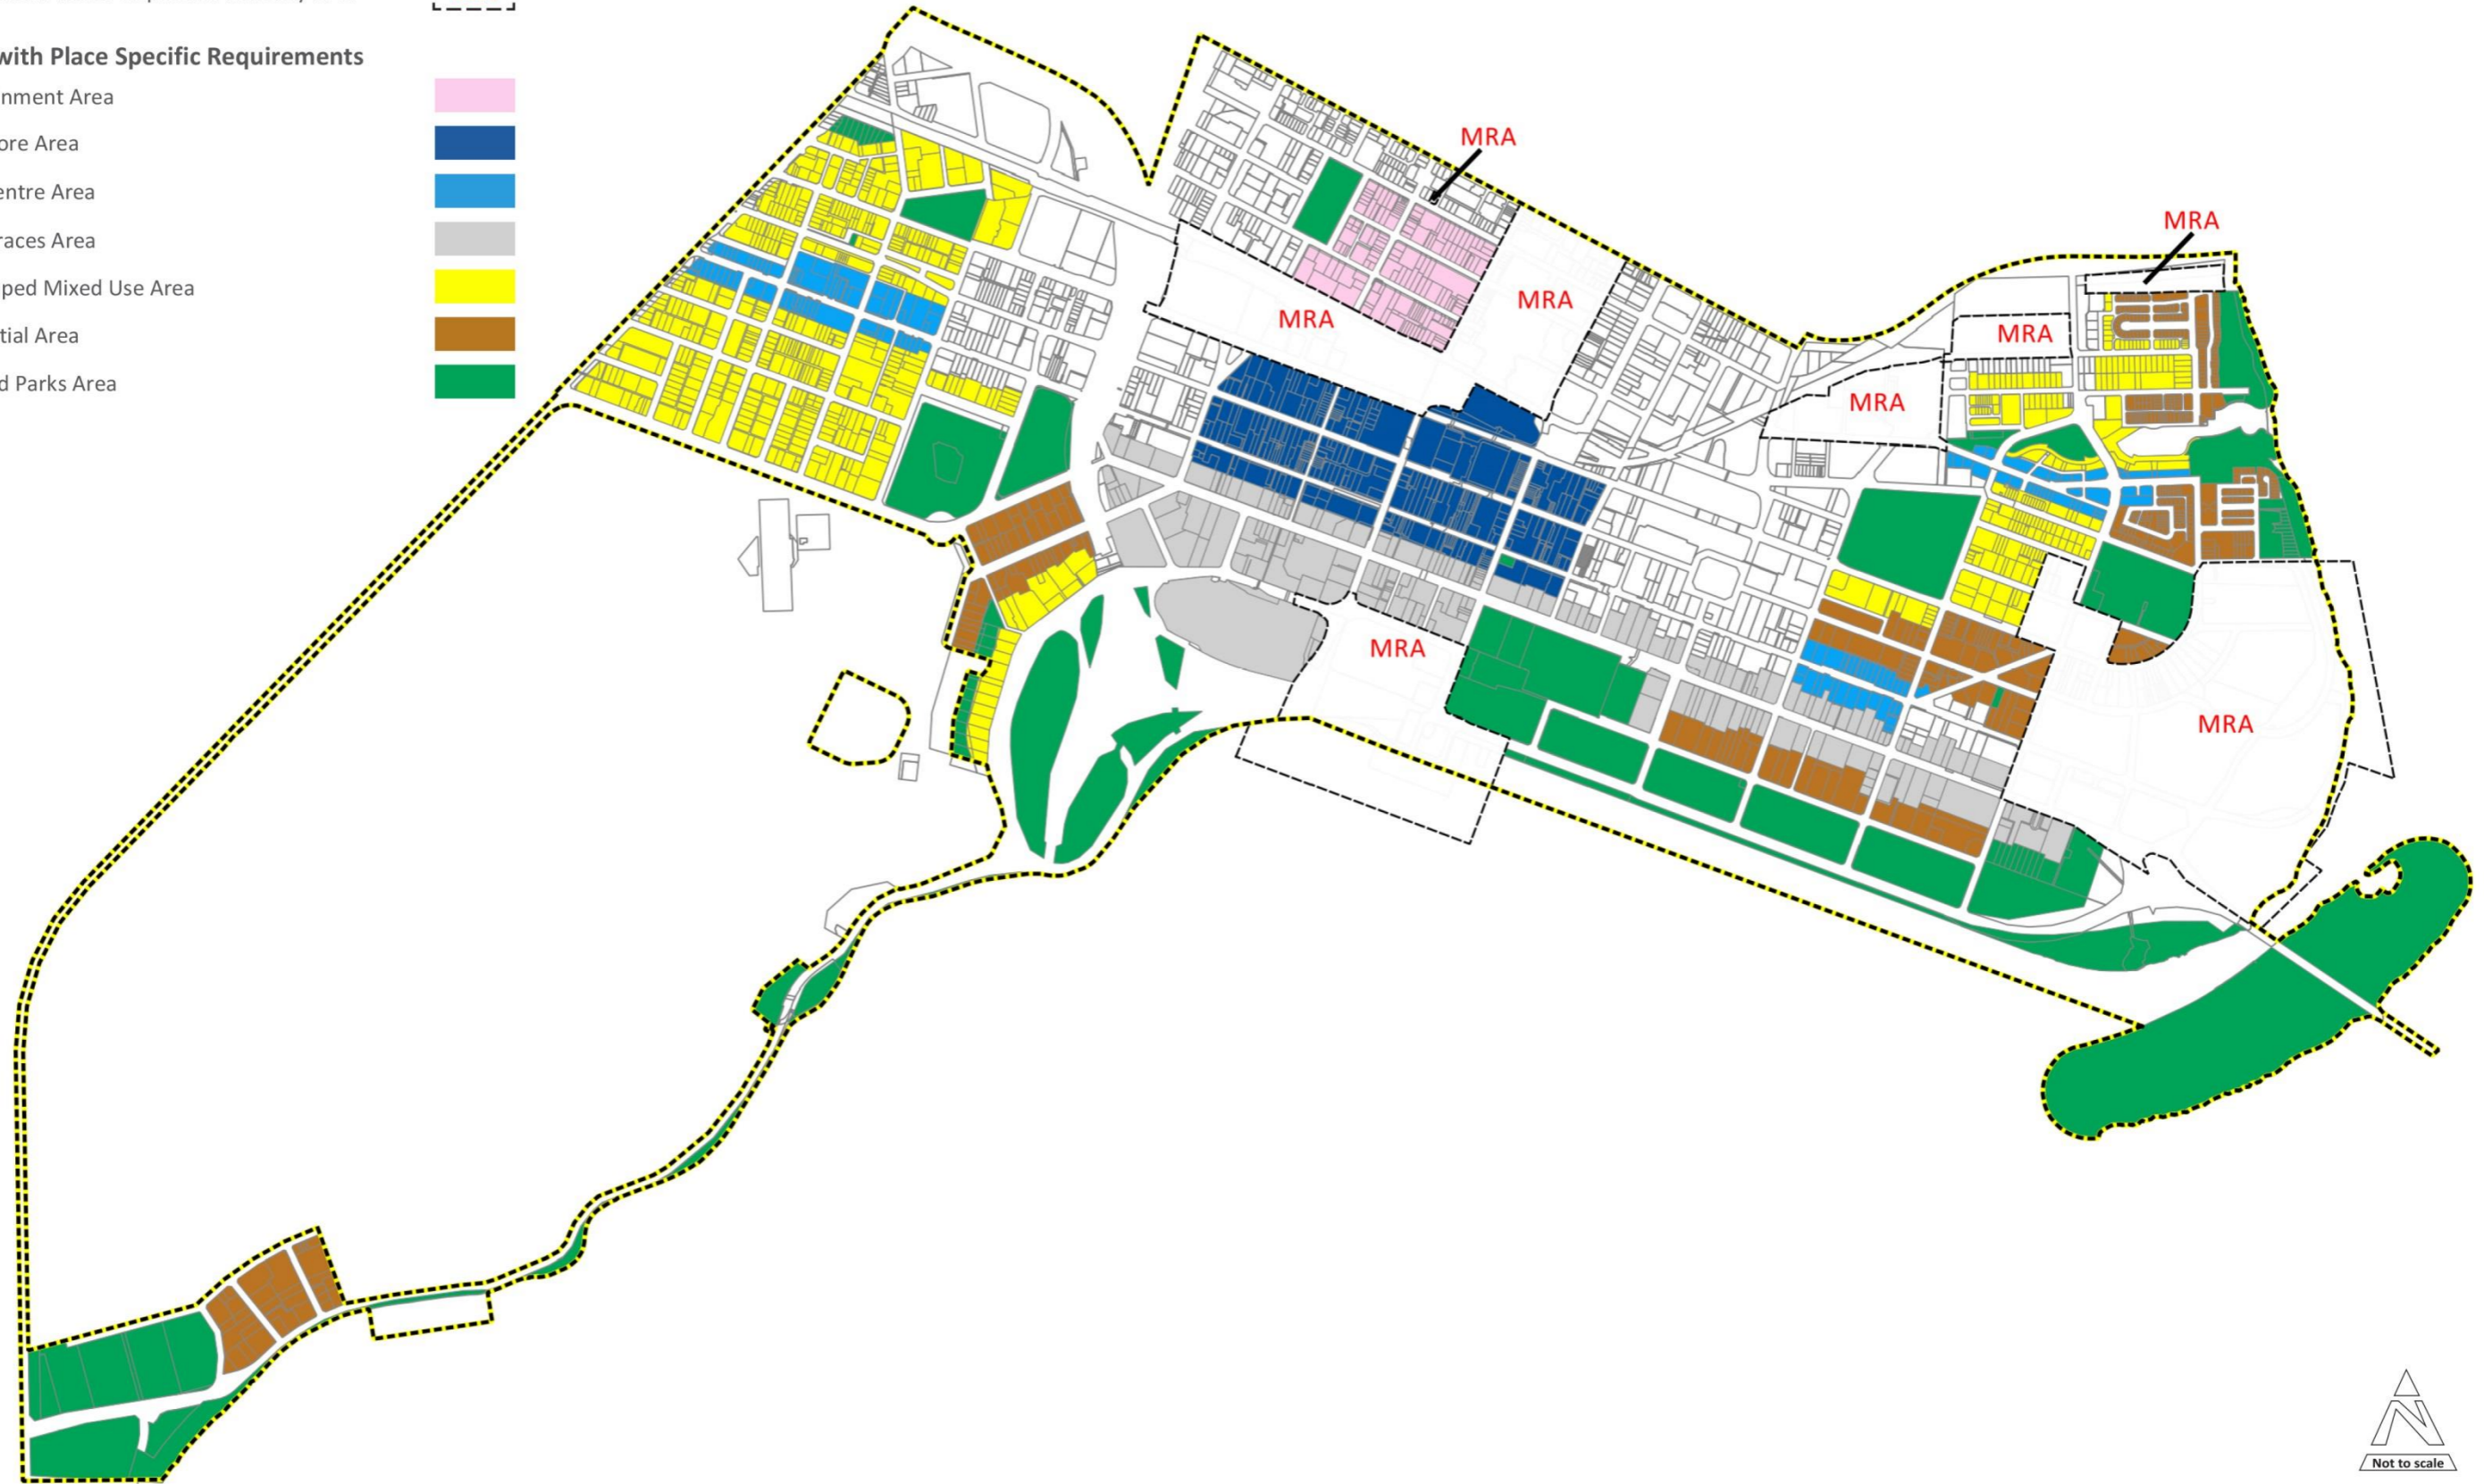 with Place Specific Requirements
nment Area
ore Area
entre Area
races Area
ped Mixed Use Area
tial Area
d Parks Area
MRA
MRA
MRA
MRA
MRA
MRA
MRA
MRA
N
Not to scale